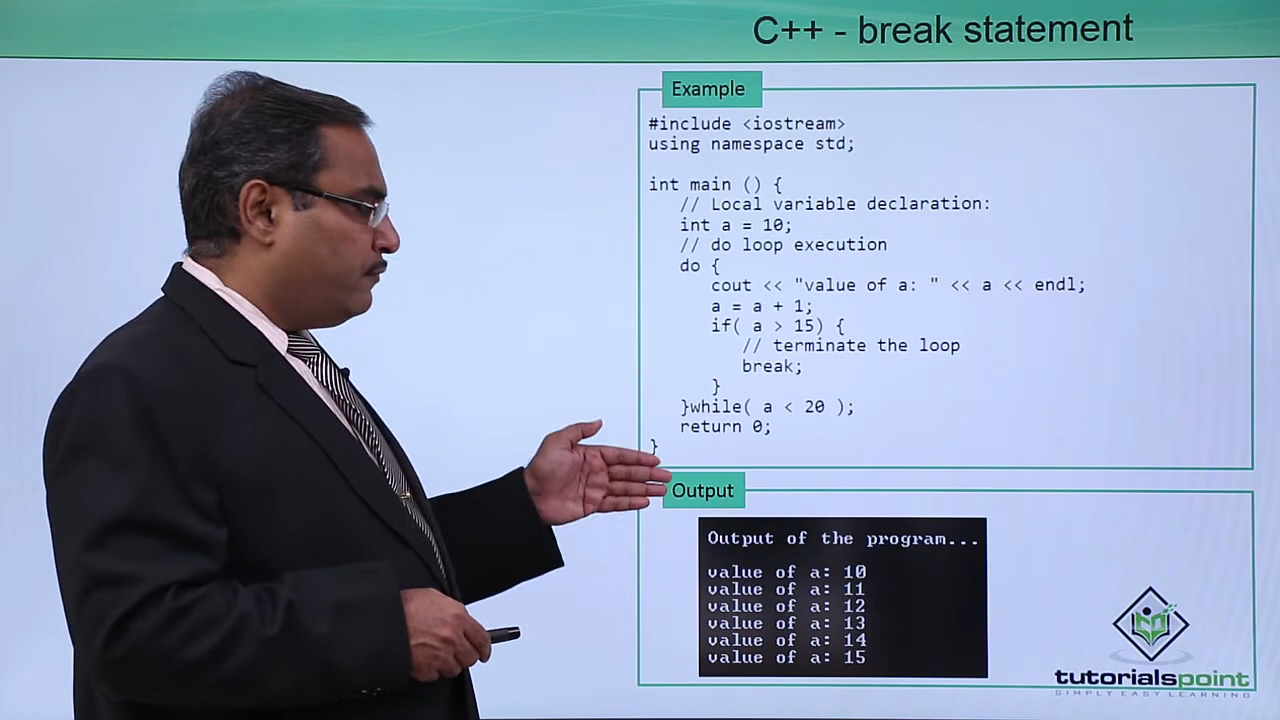 C++ - break statement
Example
#include <iostream>
using namespace std;
int main () {
// Local variable declaration:
int a = 10;
// do loop execution
do {
cout << "value of a: " << a << endl;
a = a + 1;
if( a > 15) {
// terminate the loop
break;
}
}while( a < 20 );
return 0;
}
Output
Output of the program...
value of a: 10
value of a: 11
value of a: 12
value of a: 13
value of a: 14
value of a: 15
tutorialspoint
SIMPLY EASY LEARNING